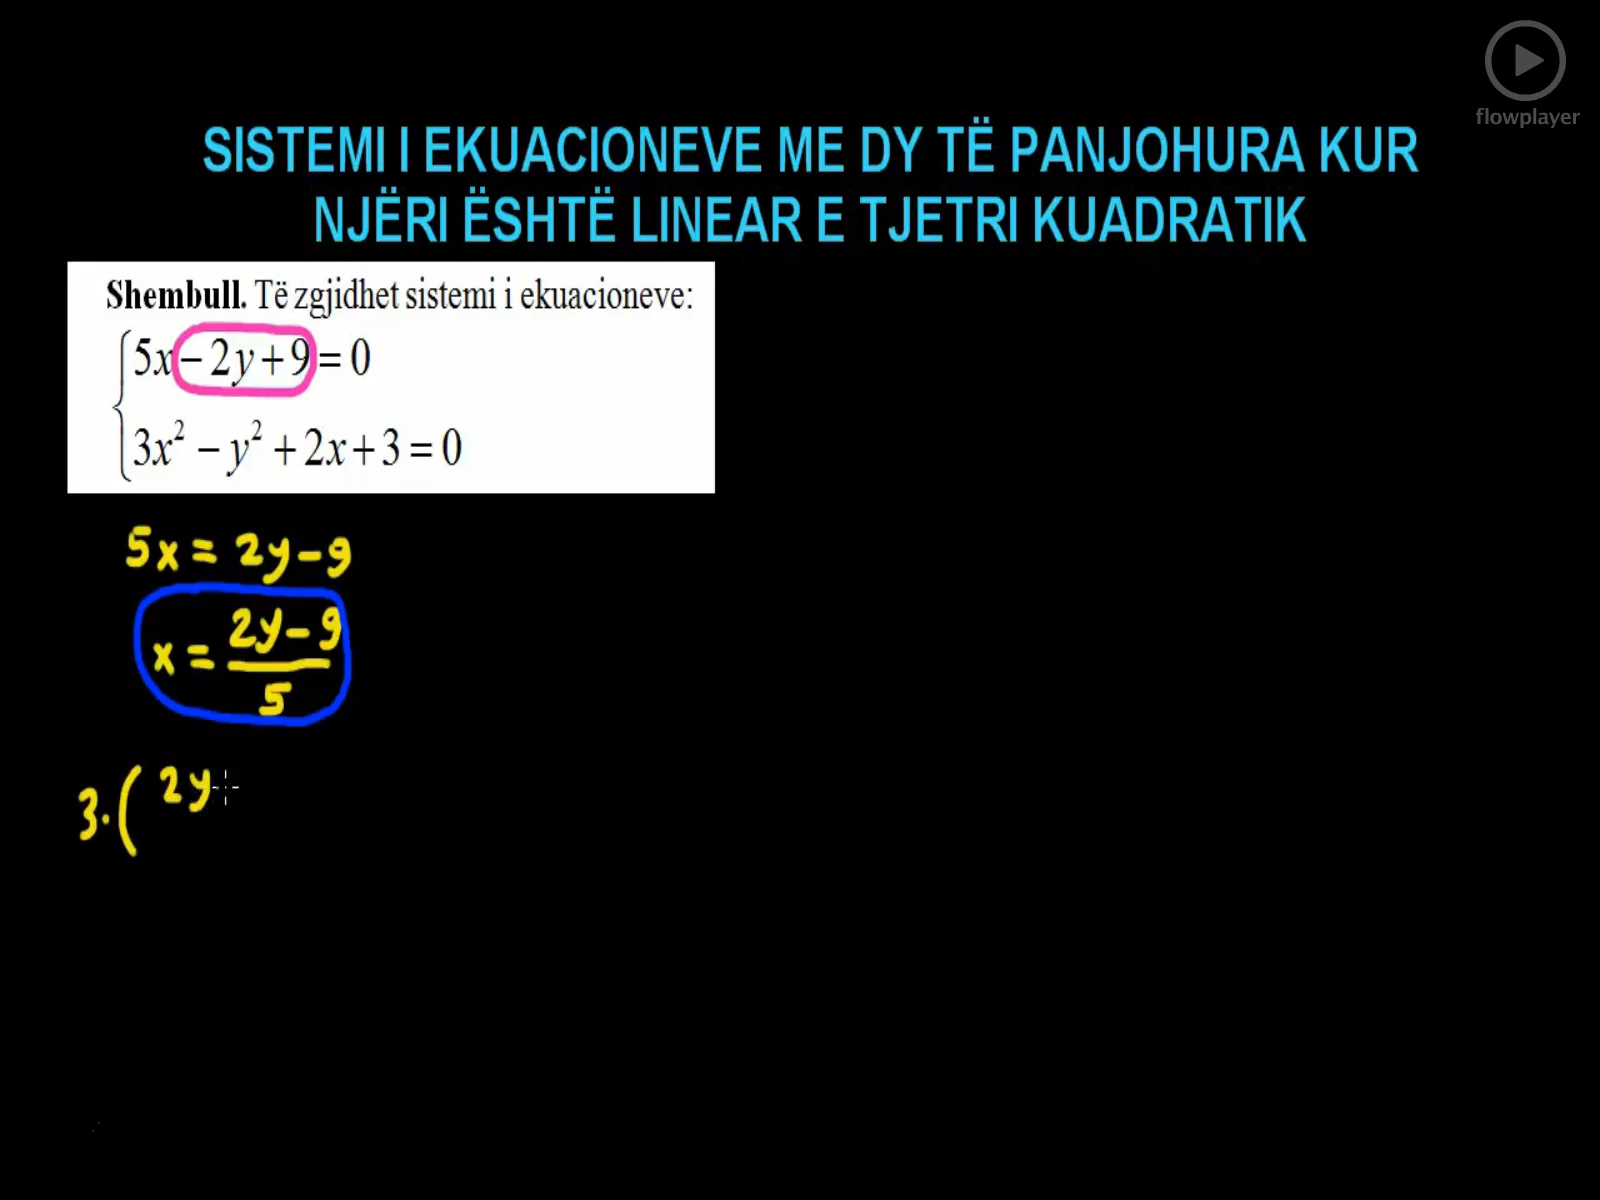 flowplayer
SISTEMI I EKUACIONEVE ME DY TË PANJOHURA KUR
NJËRI ËSHTË LINEAR E TJETRI KUADRATIK
Shembull. Të zgjidhet sistemi i ekuacioneve:
5x − 2y + 9 = 0
3x² − y² + 2x + 3 = 0
5x = 2y − 9
x = (2y − 9)/5
3·( 2y